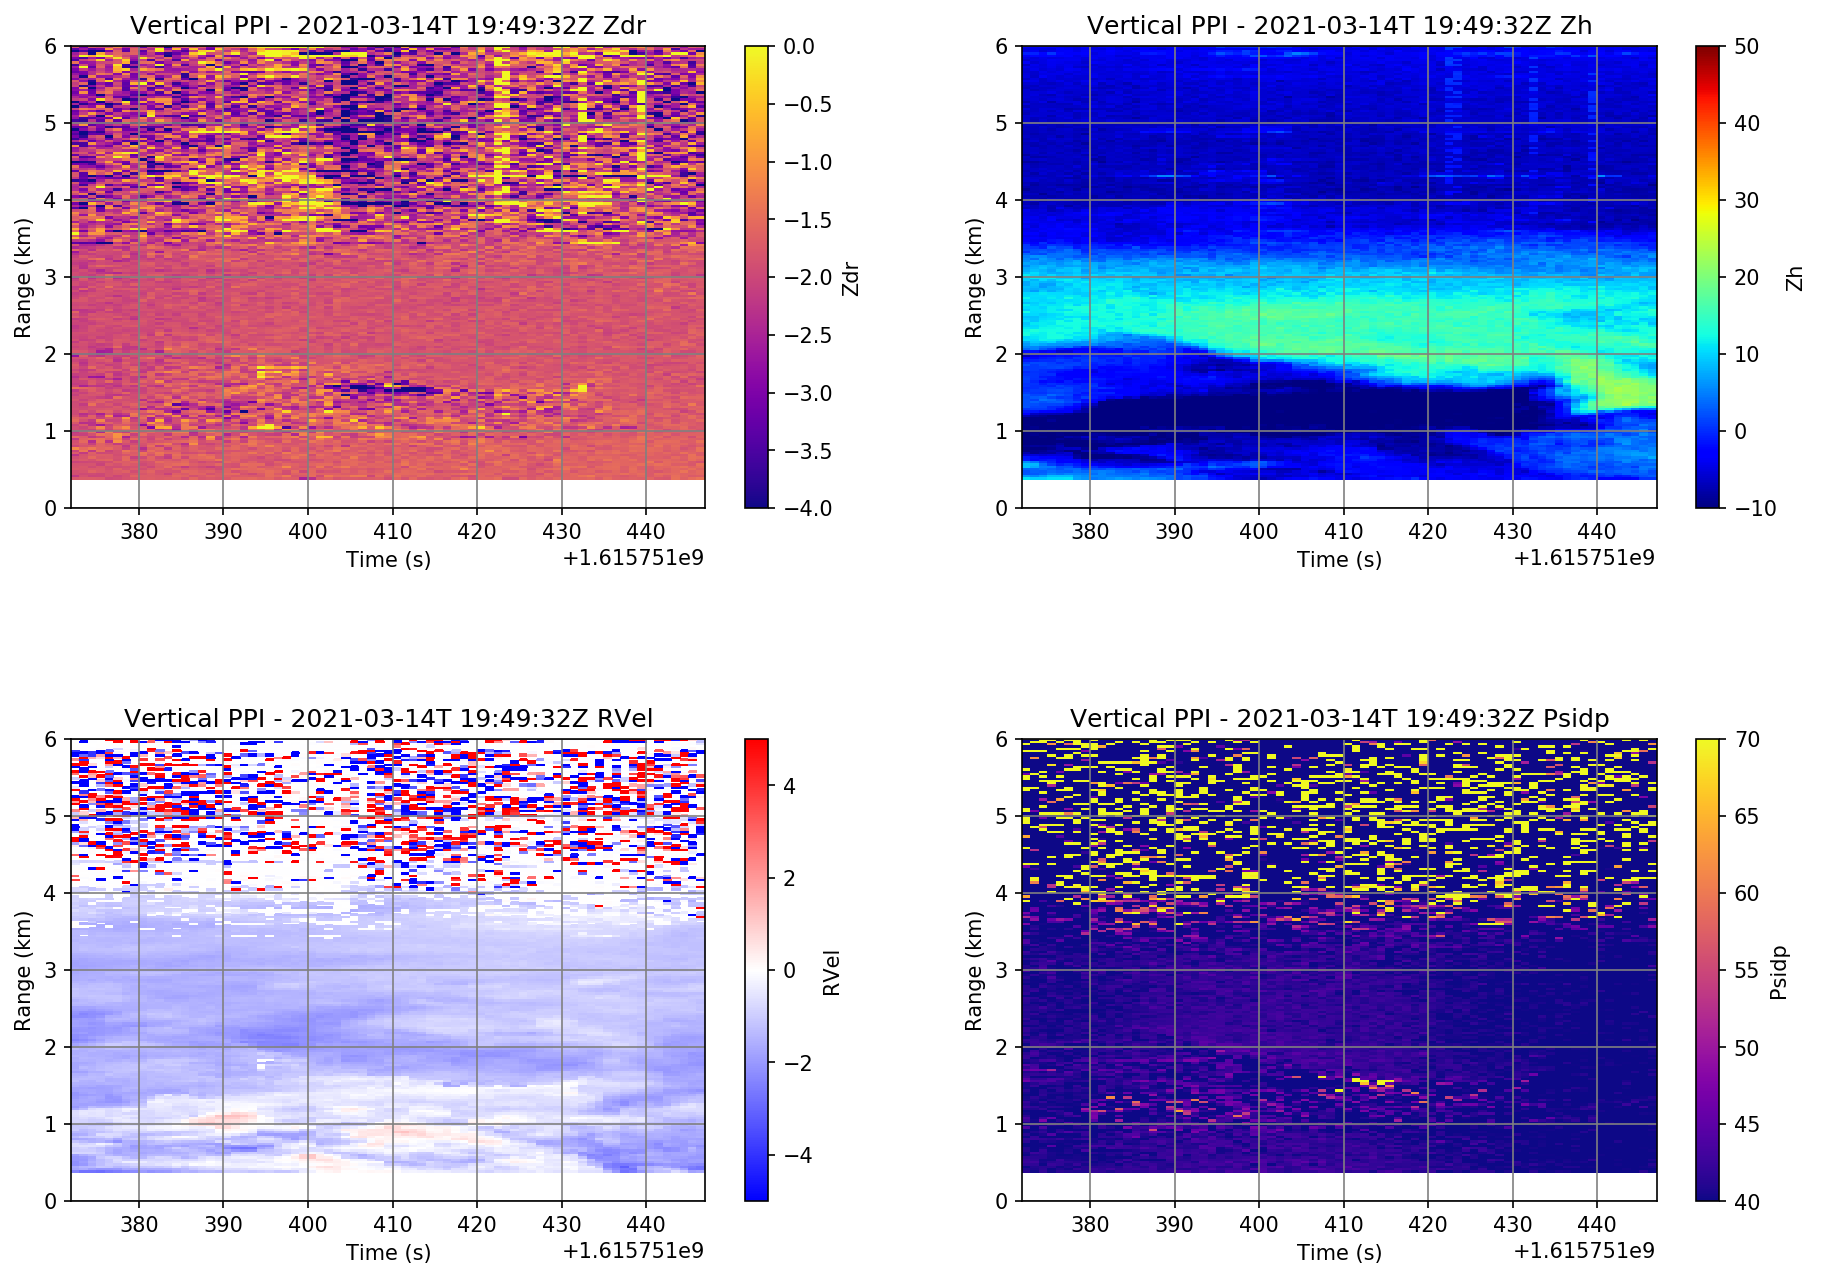 Vertical PPI - 2021-03-14T 19:49:32Z Zdr
6
5
4
3
2
1
0
Range (km)
380 390 400 410 420 430 440
Time (s)
+1.615751e9
0.0
−0.5
−1.0
−1.5
−2.0
−2.5
−3.0
−3.5
−4.0
Zdr
Vertical PPI - 2021-03-14T 19:49:32Z Zh
6
5
4
3
2
1
0
Range (km)
380 390 400 410 420 430 440
Time (s)
+1.615751e9
50
40
30
20
10
0
−10
Zh
Vertical PPI - 2021-03-14T 19:49:32Z RVel
6
5
4
3
2
1
0
Range (km)
380 390 400 410 420 430 440
Time (s)
+1.615751e9
4
2
0
−2
−4
RVel
Vertical PPI - 2021-03-14T 19:49:32Z Psidp
6
5
4
3
2
1
0
Range (km)
380 390 400 410 420 430 440
Time (s)
+1.615751e9
70
65
60
55
50
45
40
Psidp